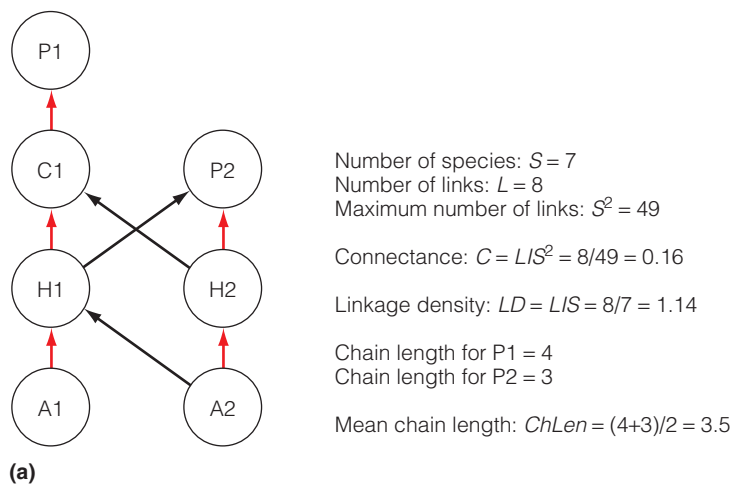 P1
C1
P2
H1
H2
A1
A2
(a)
Number of species: S = 7
Number of links: L = 8
Maximum number of links: S² = 49
Connectance: C = LIS² = 8/49 = 0.16
Linkage density: LD = LIS = 8/7 = 1.14
Chain length for P1 = 4
Chain length for P2 = 3
Mean chain length: ChLen = (4+3)/2 = 3.5